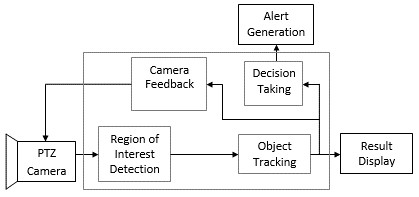 Alert
Generation
Camera
Feedback
Decision
Taking
PTZ
Camera
Region of
Interest
Detection
Object
Tracking
Result
Display